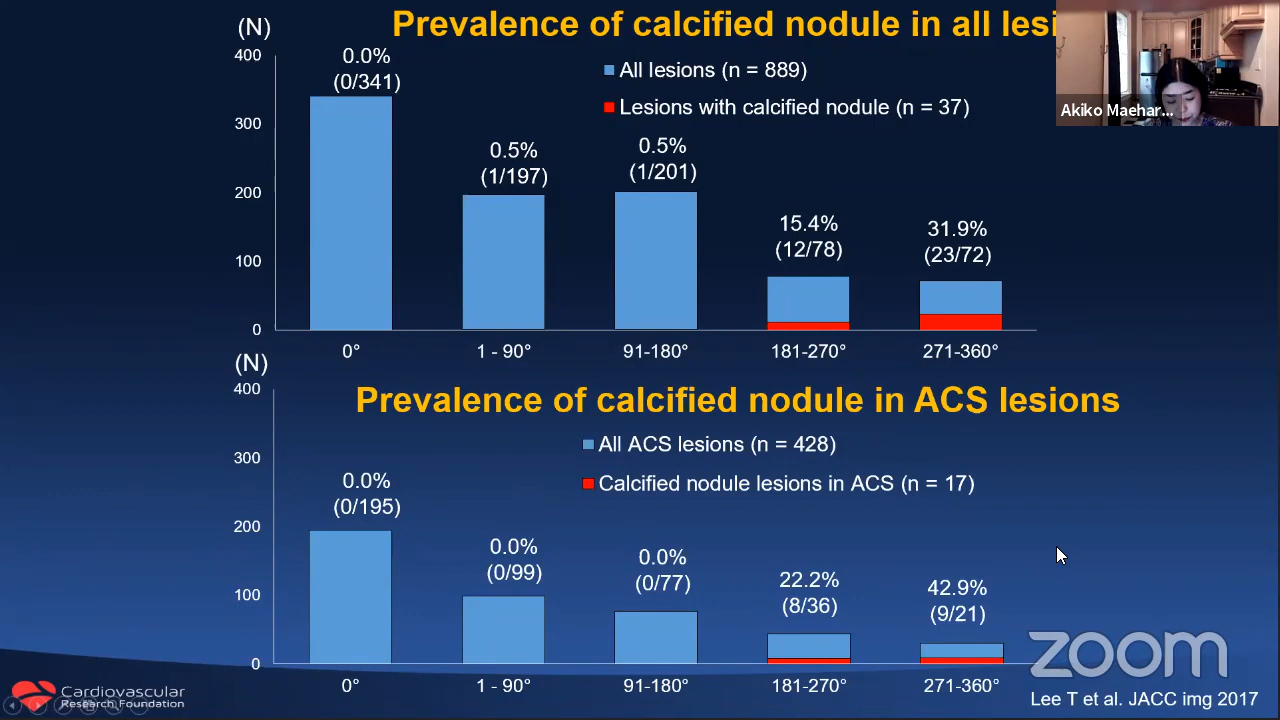 Prevalence of calcified nodule in all lesi
(N)
400
300
200
100
0
All lesions (n = 889)
Lesions with calcified nodule (n = 37)
0.0%
(0/341)
0.5%
(1/197)
0.5%
(1/201)
15.4%
(12/78)
31.9%
(23/72)
0°
1 - 90°
91-180°
181-270°
271-360°
Akiko Maehar...
(N)
Prevalence of calcified nodule in ACS lesions
400
300
200
100
0
All ACS lesions (n = 428)
Calcified nodule lesions in ACS (n = 17)
0.0%
(0/195)
0.0%
(0/99)
0.0%
(0/77)
22.2%
(8/36)
42.9%
(9/21)
0°
1 - 90°
91-180°
181-270°
271-360°
zoom
Cardiovascular
Research Foundation
Lee T et al. JACC img 2017